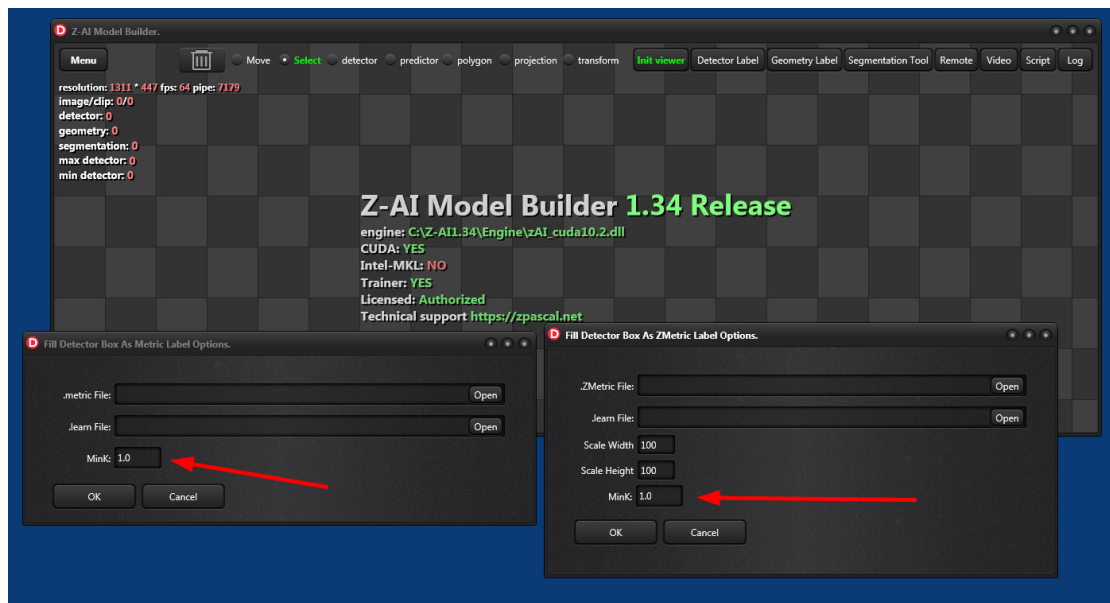 Z-AI Model Builder.
Menu Move Select detector predictor polygon projection transform Init viewer Detector Label Geometry Label Segmentation Tool Remote Video Script Log
resolution: 1311 * 447 fps: 64 pipe: 7179
image/clip: 0/0
detector: 0
geometry: 0
segmentation: 0
max detector: 0
min detector: 0
Z-AI Model Builder 1.34 Release
engine: C:\Z-AI1.34\Engine\zAI_cuda10.2.dll
CUDA: YES
Intel-MKL: NO
Trainer: YES
Licensed: Authorized
Technical support https://zpascal.net
Fill Detector Box As Metric Label Options.
.metric File: Open
.learn File: Open
MinK: 1.0
OK Cancel
Fill Detector Box As ZMetric Label Options.
.ZMetric File: Open
.learn File: Open
Scale Width 100
Scale Height 100
MinK: 1.0
OK Cancel